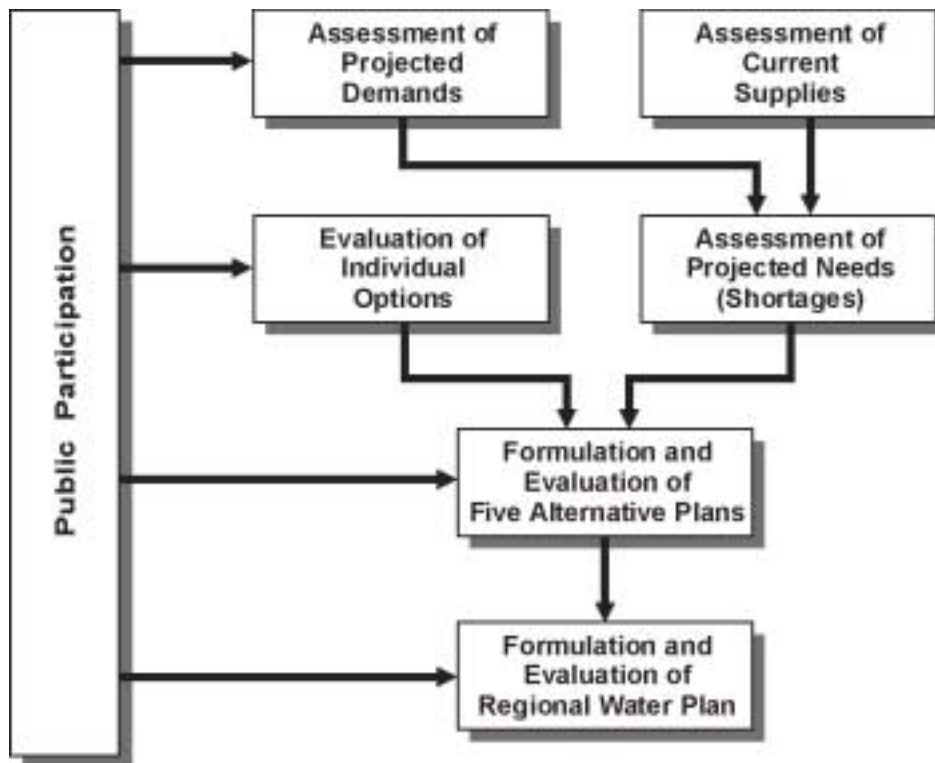 Public Participation
Assessment of
Projected
Demands
Assessment of
Current
Supplies
Evaluation of
Individual
Options
Assessment of
Projected Needs
(Shortages)
Formulation and
Evaluation of
Five Alternative Plans
Formulation and
Evaluation of
Regional Water Plan